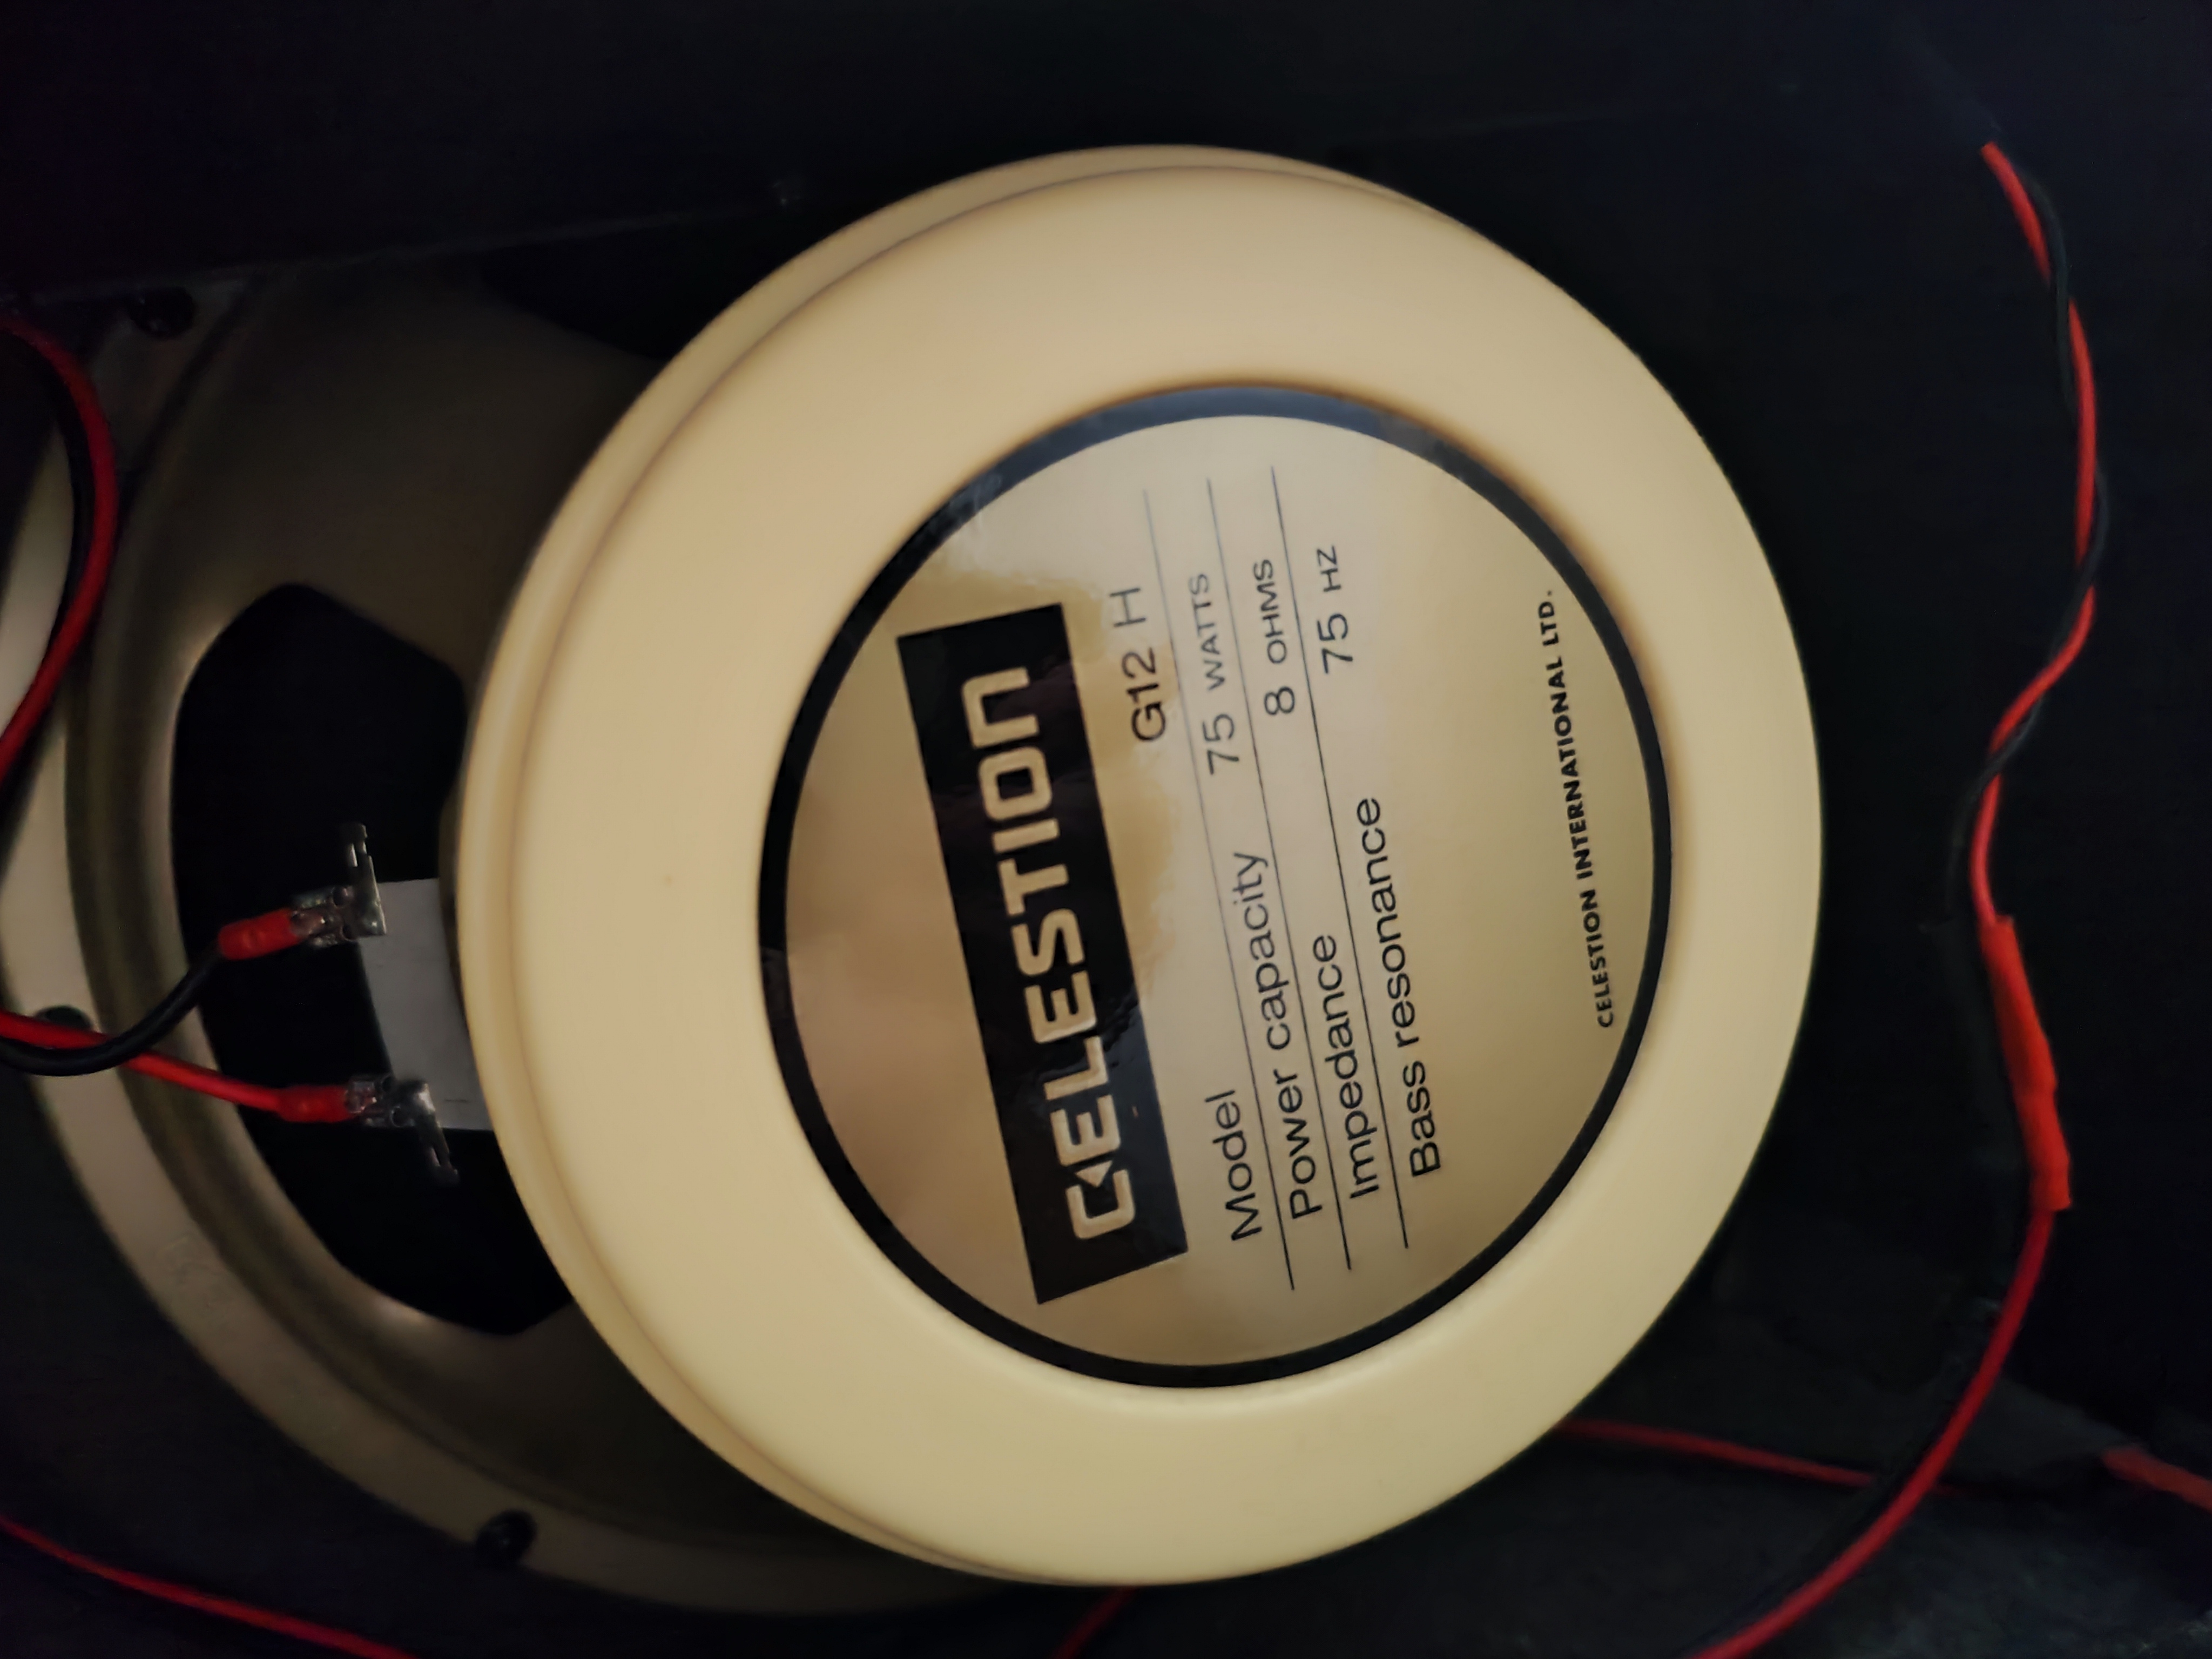 CELESTION
Model G12 H
Power capacity 75 WATTS
Impedance 8 OHMS
Bass resonance 75 HZ
CELESTION INTERNATIONAL LTD.